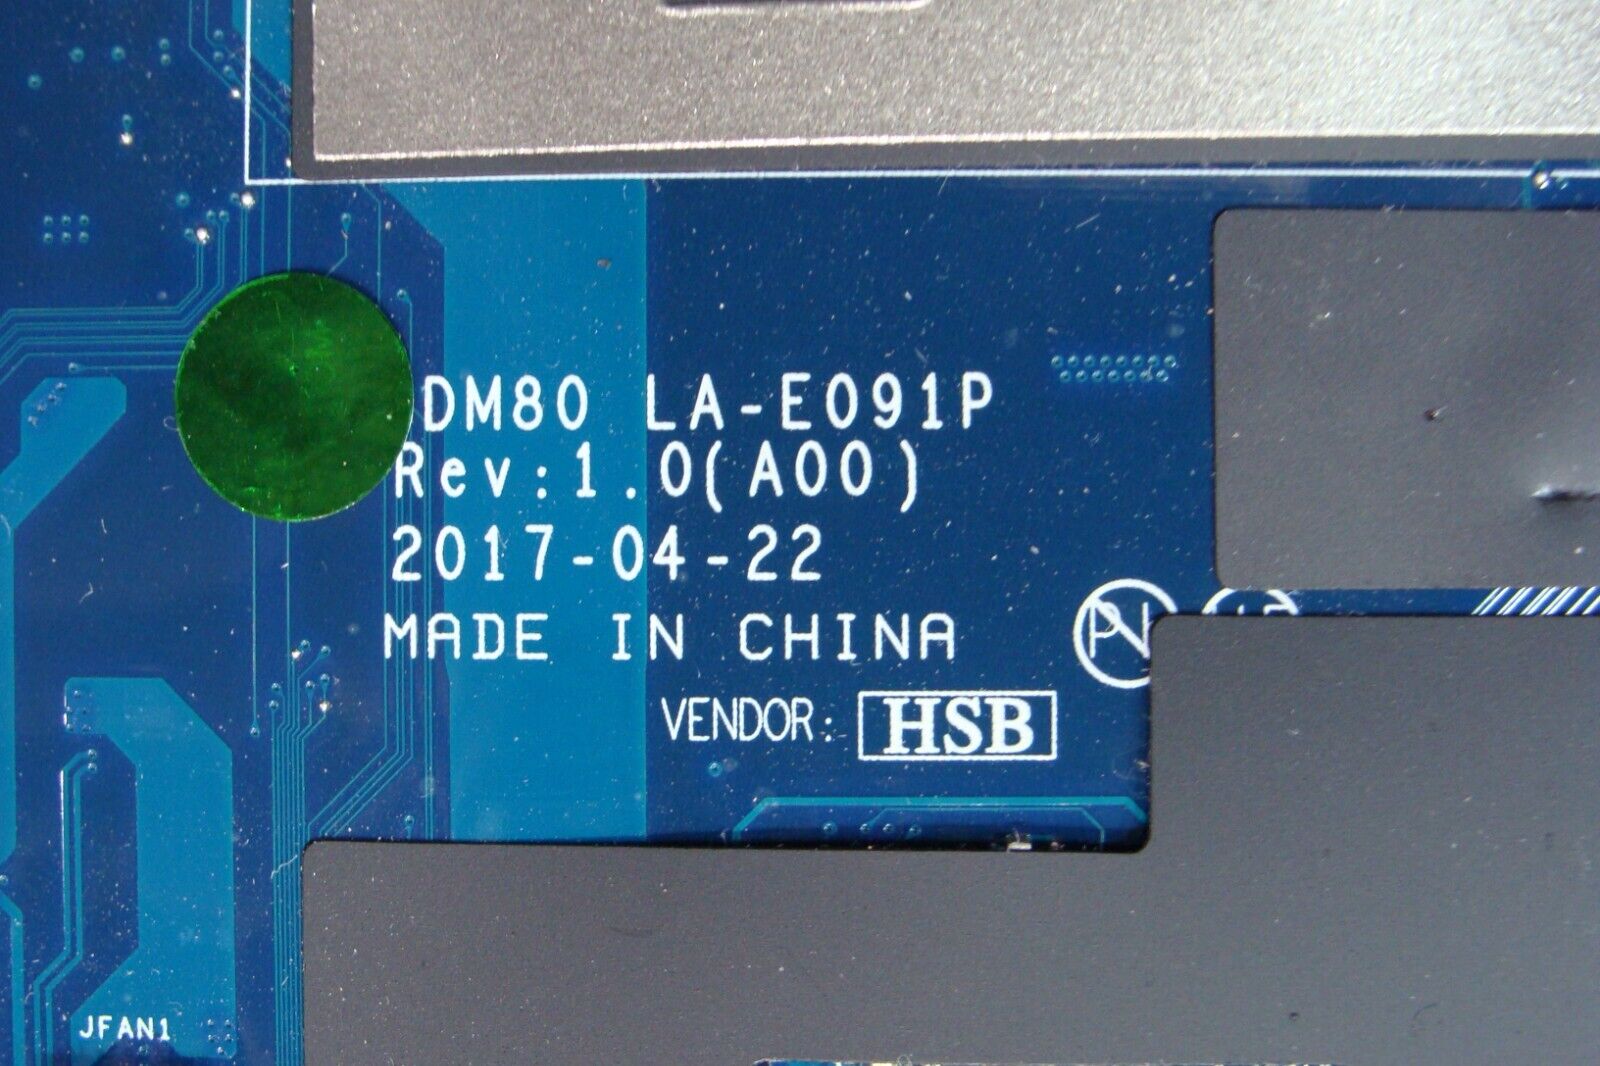 DM80 LA-E091P
Rev:1.0(A00)
2017-04-22
MADE IN CHINA
VENDOR: HSB
JFAN1